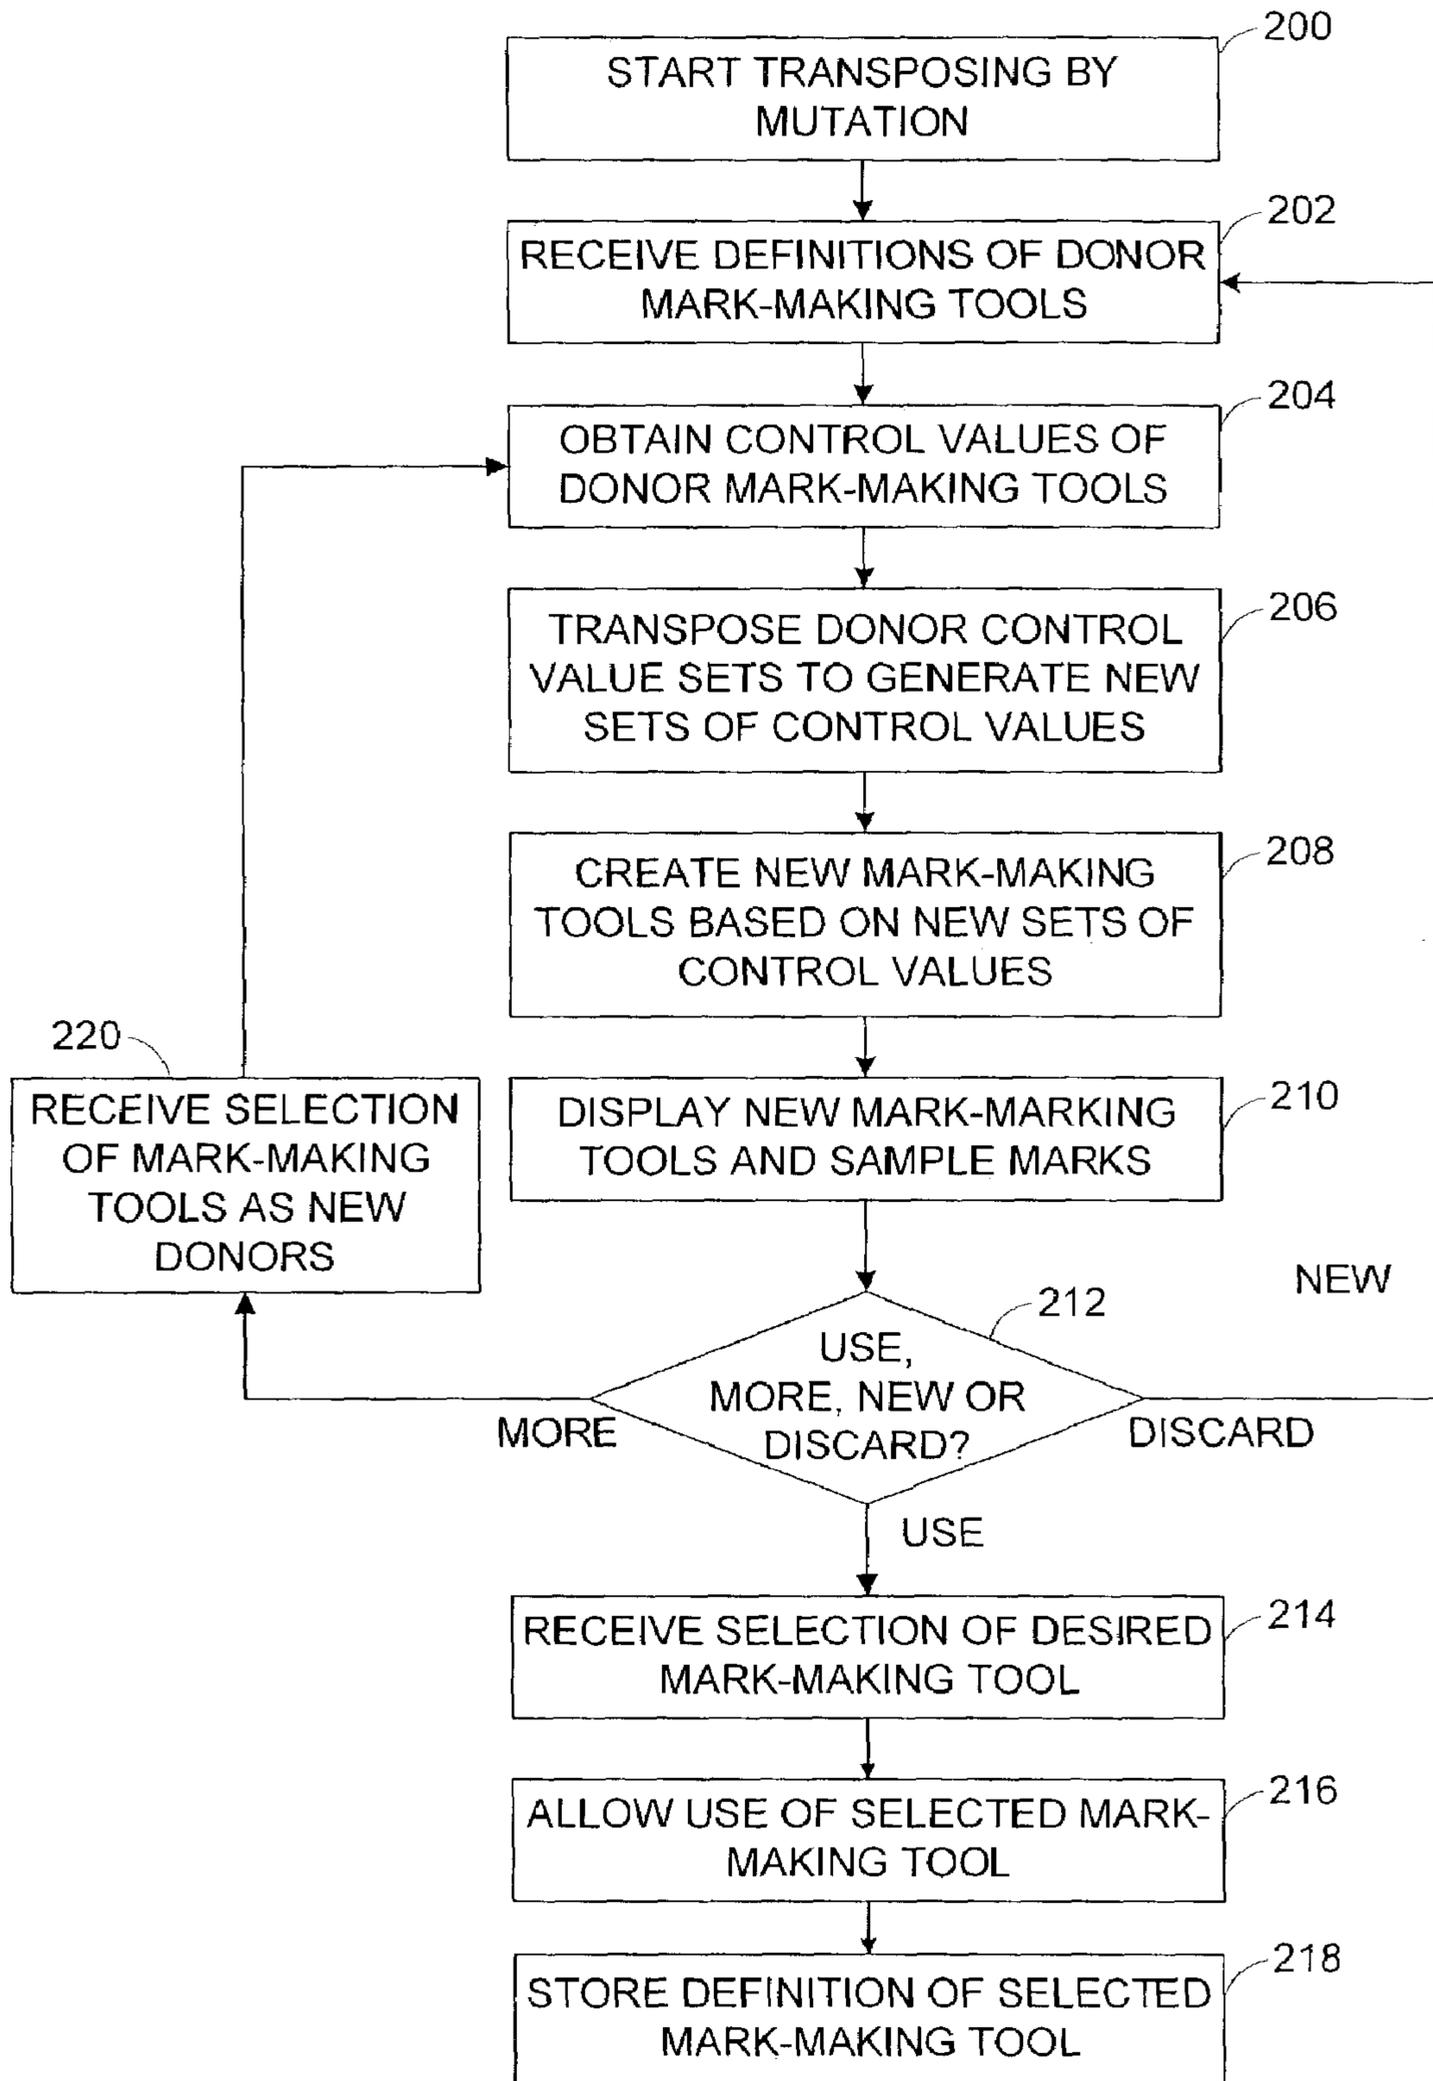 200
START TRANSPOSING BY
MUTATION
202
RECEIVE DEFINITIONS OF DONOR
MARK-MAKING TOOLS
204
OBTAIN CONTROL VALUES OF
DONOR MARK-MAKING TOOLS
206
TRANSPOSE DONOR CONTROL
VALUE SETS TO GENERATE NEW
SETS OF CONTROL VALUES
208
CREATE NEW MARK-MAKING
TOOLS BASED ON NEW SETS OF
CONTROL VALUES
220
RECEIVE SELECTION
OF MARK-MAKING
TOOLS AS NEW
DONORS
210
DISPLAY NEW MARK-MARKING
TOOLS AND SAMPLE MARKS
NEW
212
USE,
MORE, NEW OR
DISCARD?
MORE
DISCARD
USE
214
RECEIVE SELECTION OF DESIRED
MARK-MAKING TOOL
216
ALLOW USE OF SELECTED MARK-
MAKING TOOL
218
STORE DEFINITION OF SELECTED
MARK-MAKING TOOL